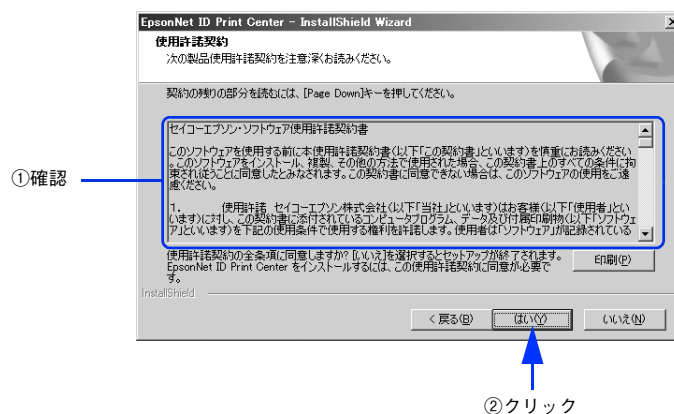 EpsonNet ID Print Center - InstallShield Wizard
使用許諾契約
次の製品使用許諾契約を注意深くお読みください。
契約の残りの部分を読むには、[Page Down]キーを押してください。
セイコーエプソン・ソフトウェア使用許諾契約書
このソフトウェアを使用する前に本使用許諾契約書(以下「この契約書」といいます)を慎重にお読みください
。このソフトウェアをインストール、複製、その他の方法で使用された場合、この契約書上のすべての条件に拘
束され従うことに同意したとみなされます。この契約書に同意できない場合は、このソフトウェアの使用をご遠
慮ください。
1. 使用許諾 セイコーエプソン株式会社(以下「当社」といいます)はお客様(以下「使用者」とい
います)に対し、この契約書に添付されているコンピュータプログラム、データ及び付属印刷物(以下「ソフトウェ
ア」といいます)を下記の使用条件で使用する権利を許諾します。使用者は「ソフトウェア」が記録されている
①確認
使用許諾契約の全条項に同意しますか? [いいえ]を選択するとセットアップが終了されます。
EpsonNet ID Print Center をインストールするには、この使用許諾契約に同意が必要で
す。
印刷(P)
InstallShield
< 戻る(B)
はい(Y)
いいえ(N)
②クリック